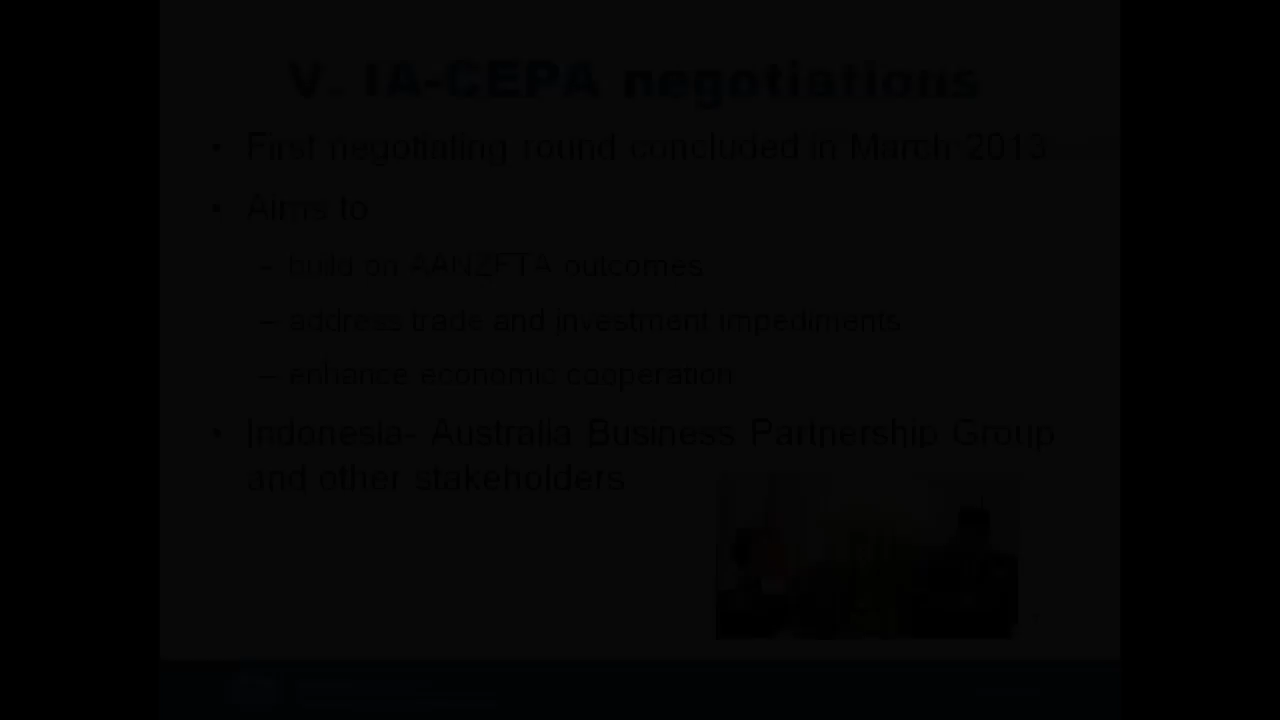 V. IA-CEPA negotiations
• First negotiating round concluded in March 2013
• Aims to
– build on AANZFTA outcomes
– address trade and investment impediments
– enhance economic cooperation
• Indonesia- Australia Business Partnership Group
and other stakeholders